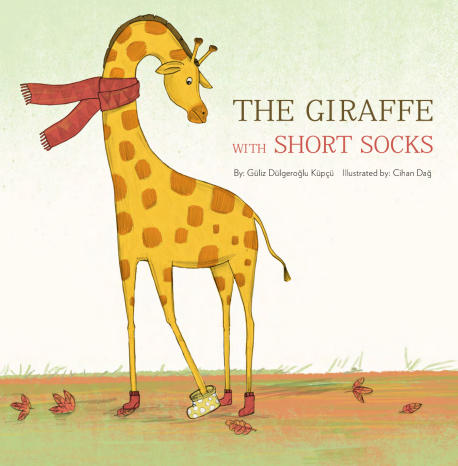 THE GIRAFFE
WITH SHORT SOCKS
By: Güliz Dülgeroğlu Küpçü Illustrated by: Cihan Dağ